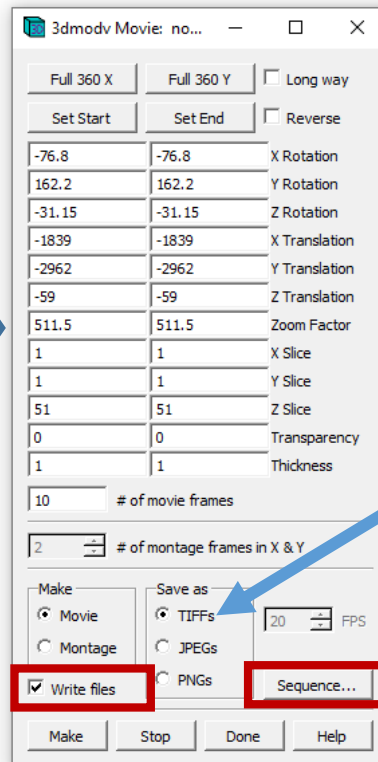 3dmodv Movie: no...
Full 360 X Full 360 Y Long way
Set Start Set End Reverse
-76.8 -76.8 X Rotation
162.2 162.2 Y Rotation
-31.15 -31.15 Z Rotation
-1839 -1839 X Translation
-2962 -2962 Y Translation
-59 -59 Z Translation
511.5 511.5 Zoom Factor
1 1 X Slice
1 1 Y Slice
51 51 Z Slice
0 0 Transparency
1 1 Thickness
10 # of movie frames
2 # of montage frames in X & Y
Make Save as
Movie TIFFs 20 FPS
Montage JPEGs
Write files PNGs Sequence...
Make Stop Done Help